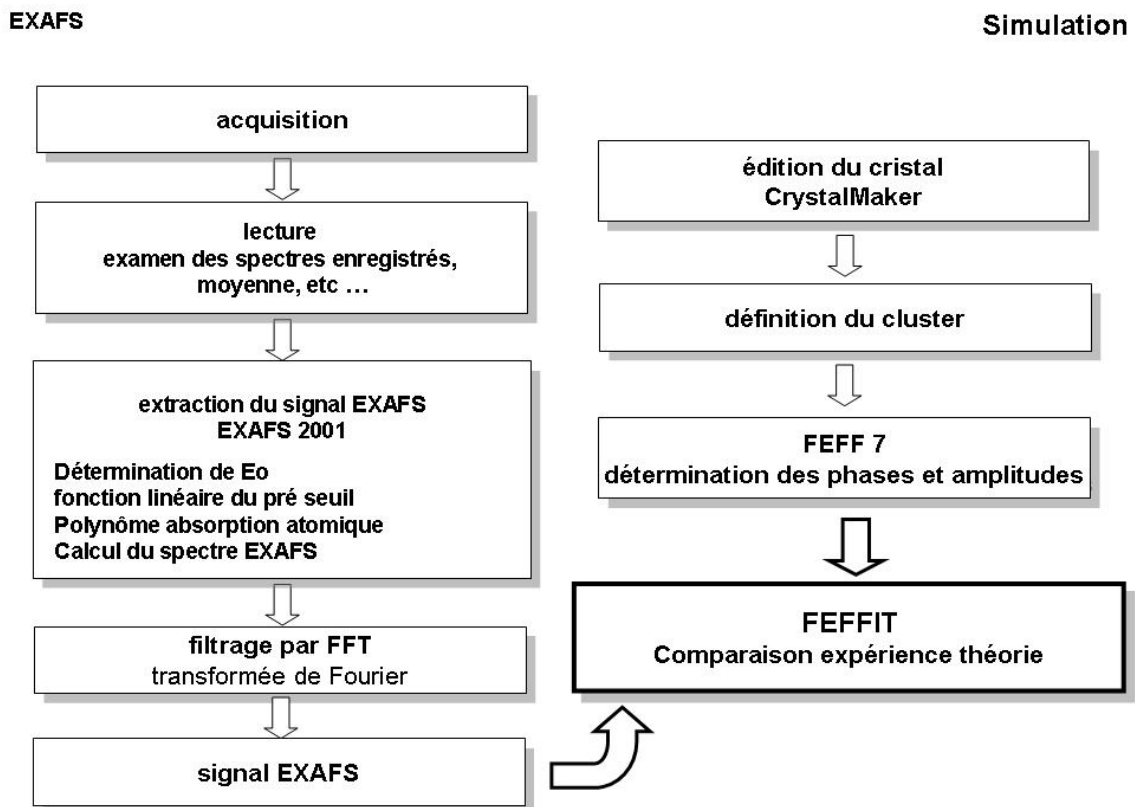 EXAFS
Simulation
acquisition
lecture
examen des spectres enregistrés,
moyenne, etc …
extraction du signal EXAFS
EXAFS 2001
Détermination de Eo
fonction linéaire du pré seuil
Polynôme absorption atomique
Calcul du spectre EXAFS
filtrage par FFT
transformée de Fourier
signal EXAFS
édition du cristal
CrystalMaker
définition du cluster
FEFF 7
détermination des phases et amplitudes
FEFFIT
Comparaison expérience théorie